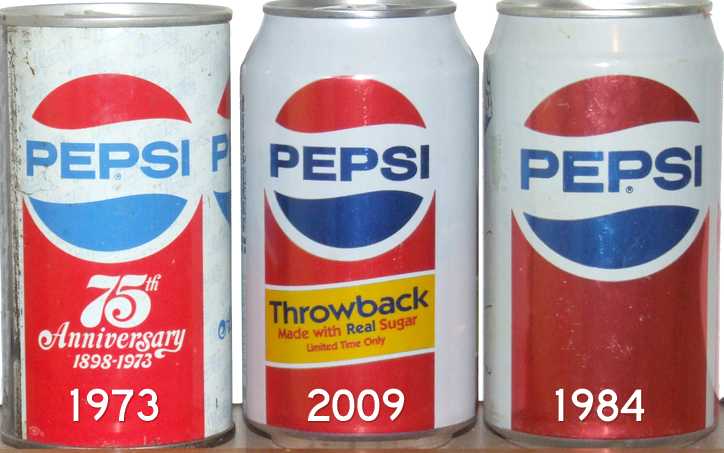 PEPSI
®
P
75th
Anniversary
1898-1973
1973
PEPSI
®
Throwback
Made with Real Sugar
Limited Time Only
2009
PEPSI
®
1984